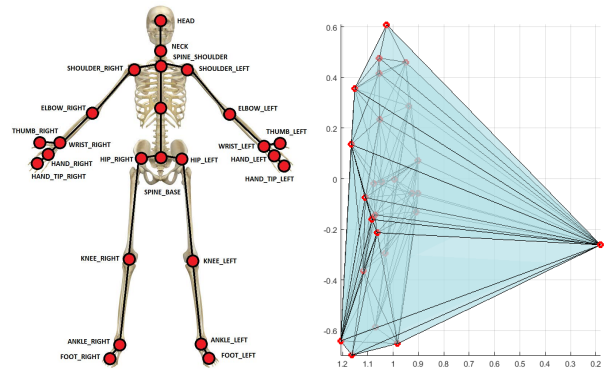 HEAD
NECK
SPINE_SHOULDER
SHOULDER_RIGHT
SHOULDER_LEFT
ELBOW_RIGHT
ELBOW_LEFT
THUMB_RIGHT
THUMB_LEFT
WRIST_RIGHT
WRIST_LEFT
HAND_RIGHT
HIP_RIGHT
HIP_LEFT
HAND_LEFT
HAND_TIP_RIGHT
HAND_TIP_LEFT
SPINE_BASE
KNEE_RIGHT
KNEE_LEFT
ANKLE_RIGHT
ANKLE_LEFT
FOOT_RIGHT
FOOT_LEFT
0.6
0.4
0.2
0
-0.2
-0.4
-0.6
1.2 1.1 1 0.9 0.8 0.7 0.6 0.5 0.4 0.3 0.2